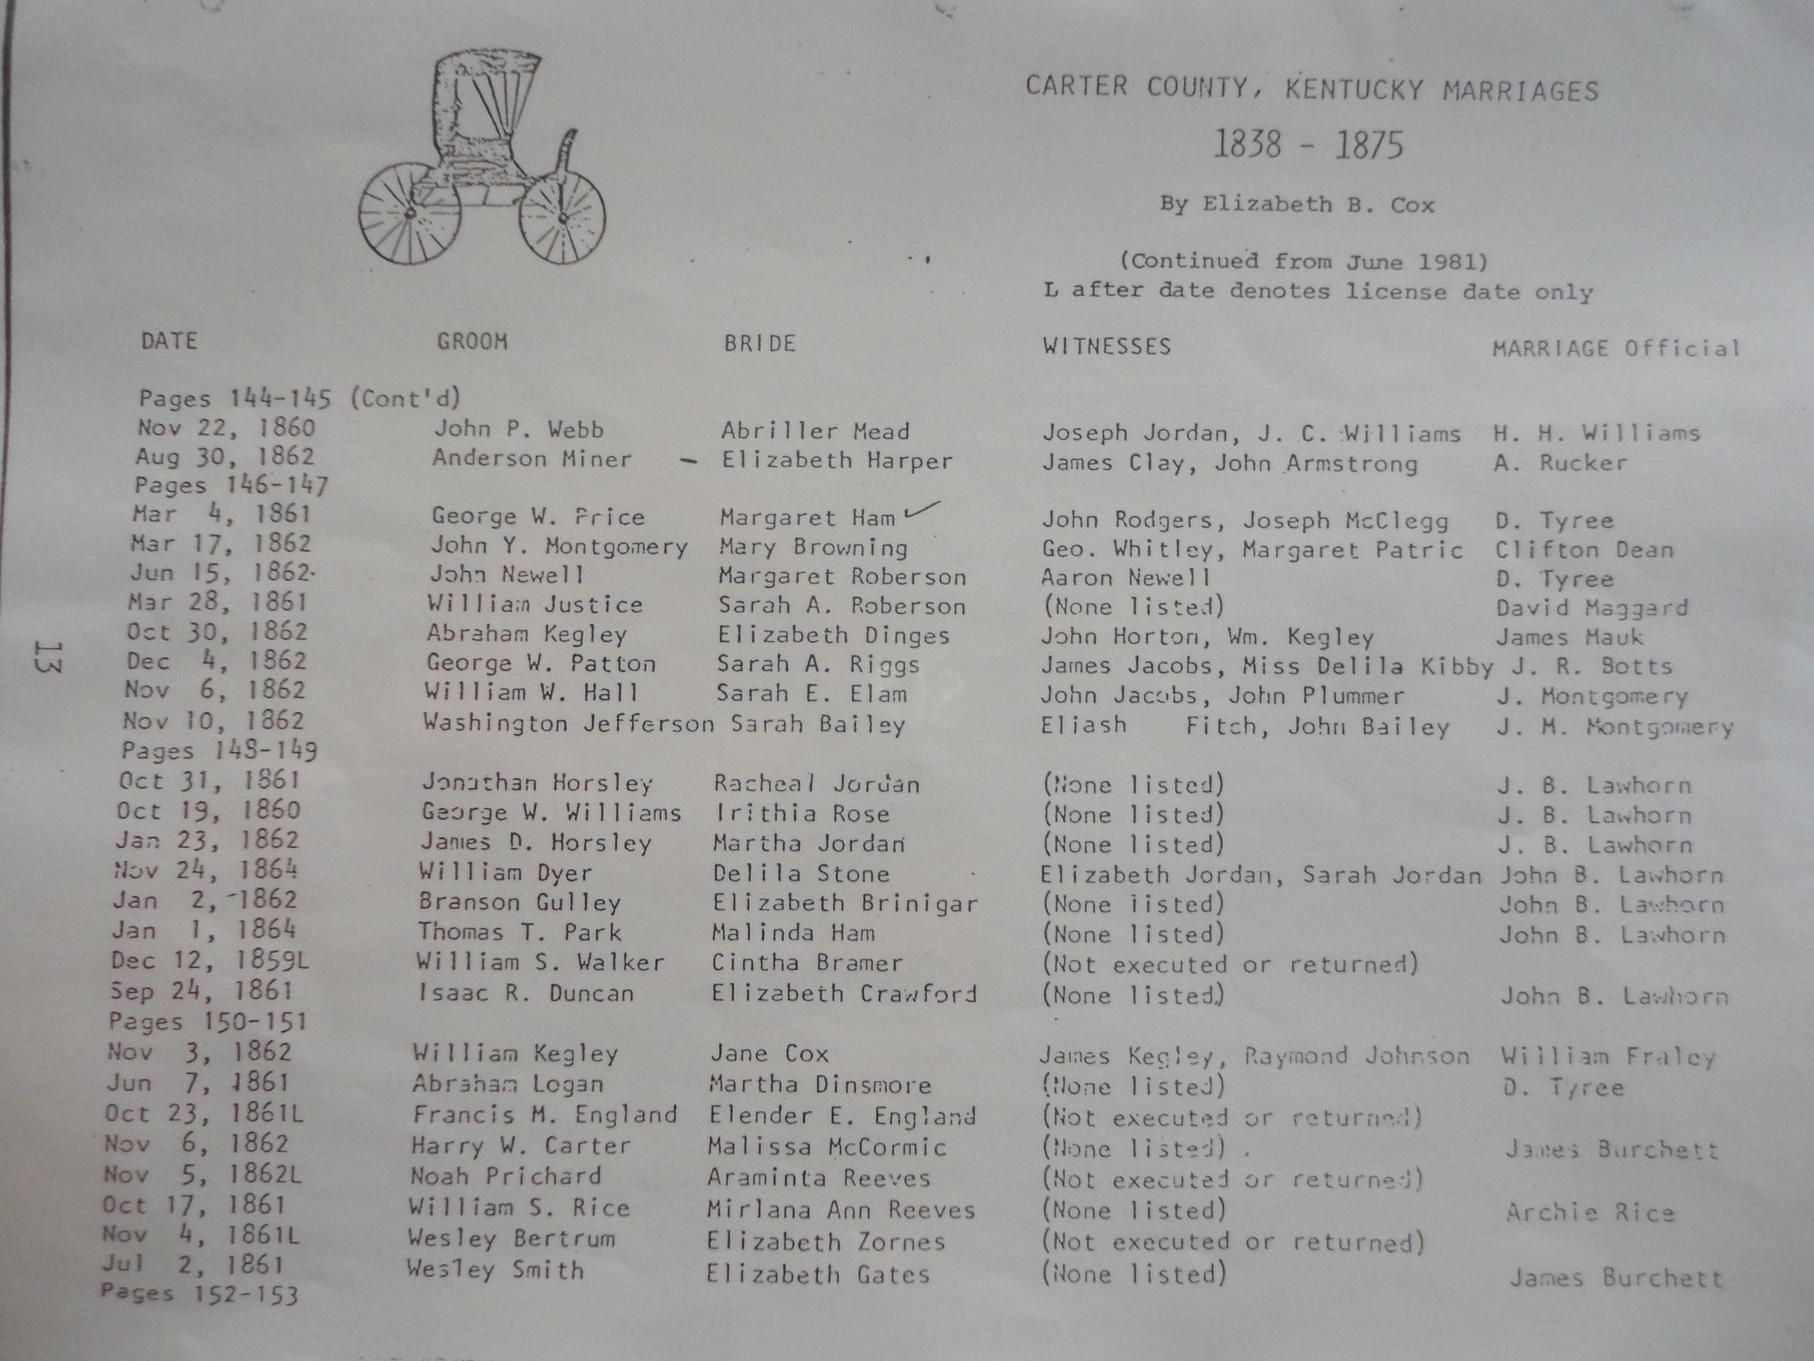 CARTER COUNTY, KENTUCKY MARRIAGES
1838 - 1875
By Elizabeth B. Cox
(Continued from June 1981)
L after date denotes license date only
DATE GROOM BRIDE WITNESSES MARRIAGE Official
Pages 144-145 (Cont'd)
Nov 22, 1860 John P. Webb Abriller Mead Joseph Jordan, J. C. Williams H. H. Williams
Aug 30, 1862 Anderson Miner - Elizabeth Harper James Clay, John Armstrong A. Rucker
Pages 146-147
Mar 4, 1861 George W. Price Margaret Ham ✓ John Rodgers, Joseph McClegg D. Tyree
Mar 17, 1862 John Y. Montgomery Mary Browning Geo. Whitley, Margaret Patric Clifton Dean
Jun 15, 1862 John Newell Margaret Roberson Aaron Newell D. Tyree
Mar 28, 1861 William Justice Sarah A. Roberson (None listed) David Maggard
Oct 30, 1862 Abraham Kegley Elizabeth Dinges John Horton, Wm. Kegley James Mauk
Dec 4, 1862 George W. Patton Sarah A. Riggs James Jacobs, Miss Delila Kibby J. R. Botts
Nov 6, 1862 William W. Hall Sarah E. Elam John Jacobs, John Plummer J. Montgomery
Nov 10, 1862 Washington Jefferson Sarah Bailey Eliash Fitch, John Bailey J. M. Montgomery
Pages 148-149
Oct 31, 1861 Jonathan Horsley Racheal Jordan (None listed) J. B. Lawhorn
Oct 19, 1860 George W. Williams Irithia Rose (None listed) J. B. Lawhorn
Jan 23, 1862 James D. Horsley Martha Jordan (None listed) J. B. Lawhorn
Nov 24, 1864 William Dyer Delila Stone Elizabeth Jordan, Sarah Jordan John B. Lawhorn
Jan 2, 1862 Branson Gulley Elizabeth Brinigar (None listed) John B. Lawhorn
Jan 1, 1864 Thomas T. Park Malinda Ham (None listed) John B. Lawhorn
Dec 12, 1859L William S. Walker Cintha Bramer (Not executed or returned)
Sep 24, 1861 Isaac R. Duncan Elizabeth Crawford (None listed) John B. Lawhorn
Pages 150-151
Nov 3, 1862 William Kegley Jane Cox James Kegley, Raymond Johnson William Fraley
Jun 7, 1861 Abraham Logan Martha Dinsmore (None listed) D. Tyree
Oct 23, 1861L Francis M. England Elender E. England (Not executed or returned)
Nov 6, 1862 Harry W. Carter Malissa McCormic (None listed) James Burchett
Nov 5, 1862L Noah Prichard Araminta Reeves (Not executed or returned)
Oct 17, 1861 William S. Rice Mirlana Ann Reeves (None listed) Archie Rice
Nov 4, 1861L Wesley Bertrum Elizabeth Zornes (Not executed or returned)
Jul 2, 1861 Wesley Smith Elizabeth Gates (None listed) James Burchett
Pages 152-153
13